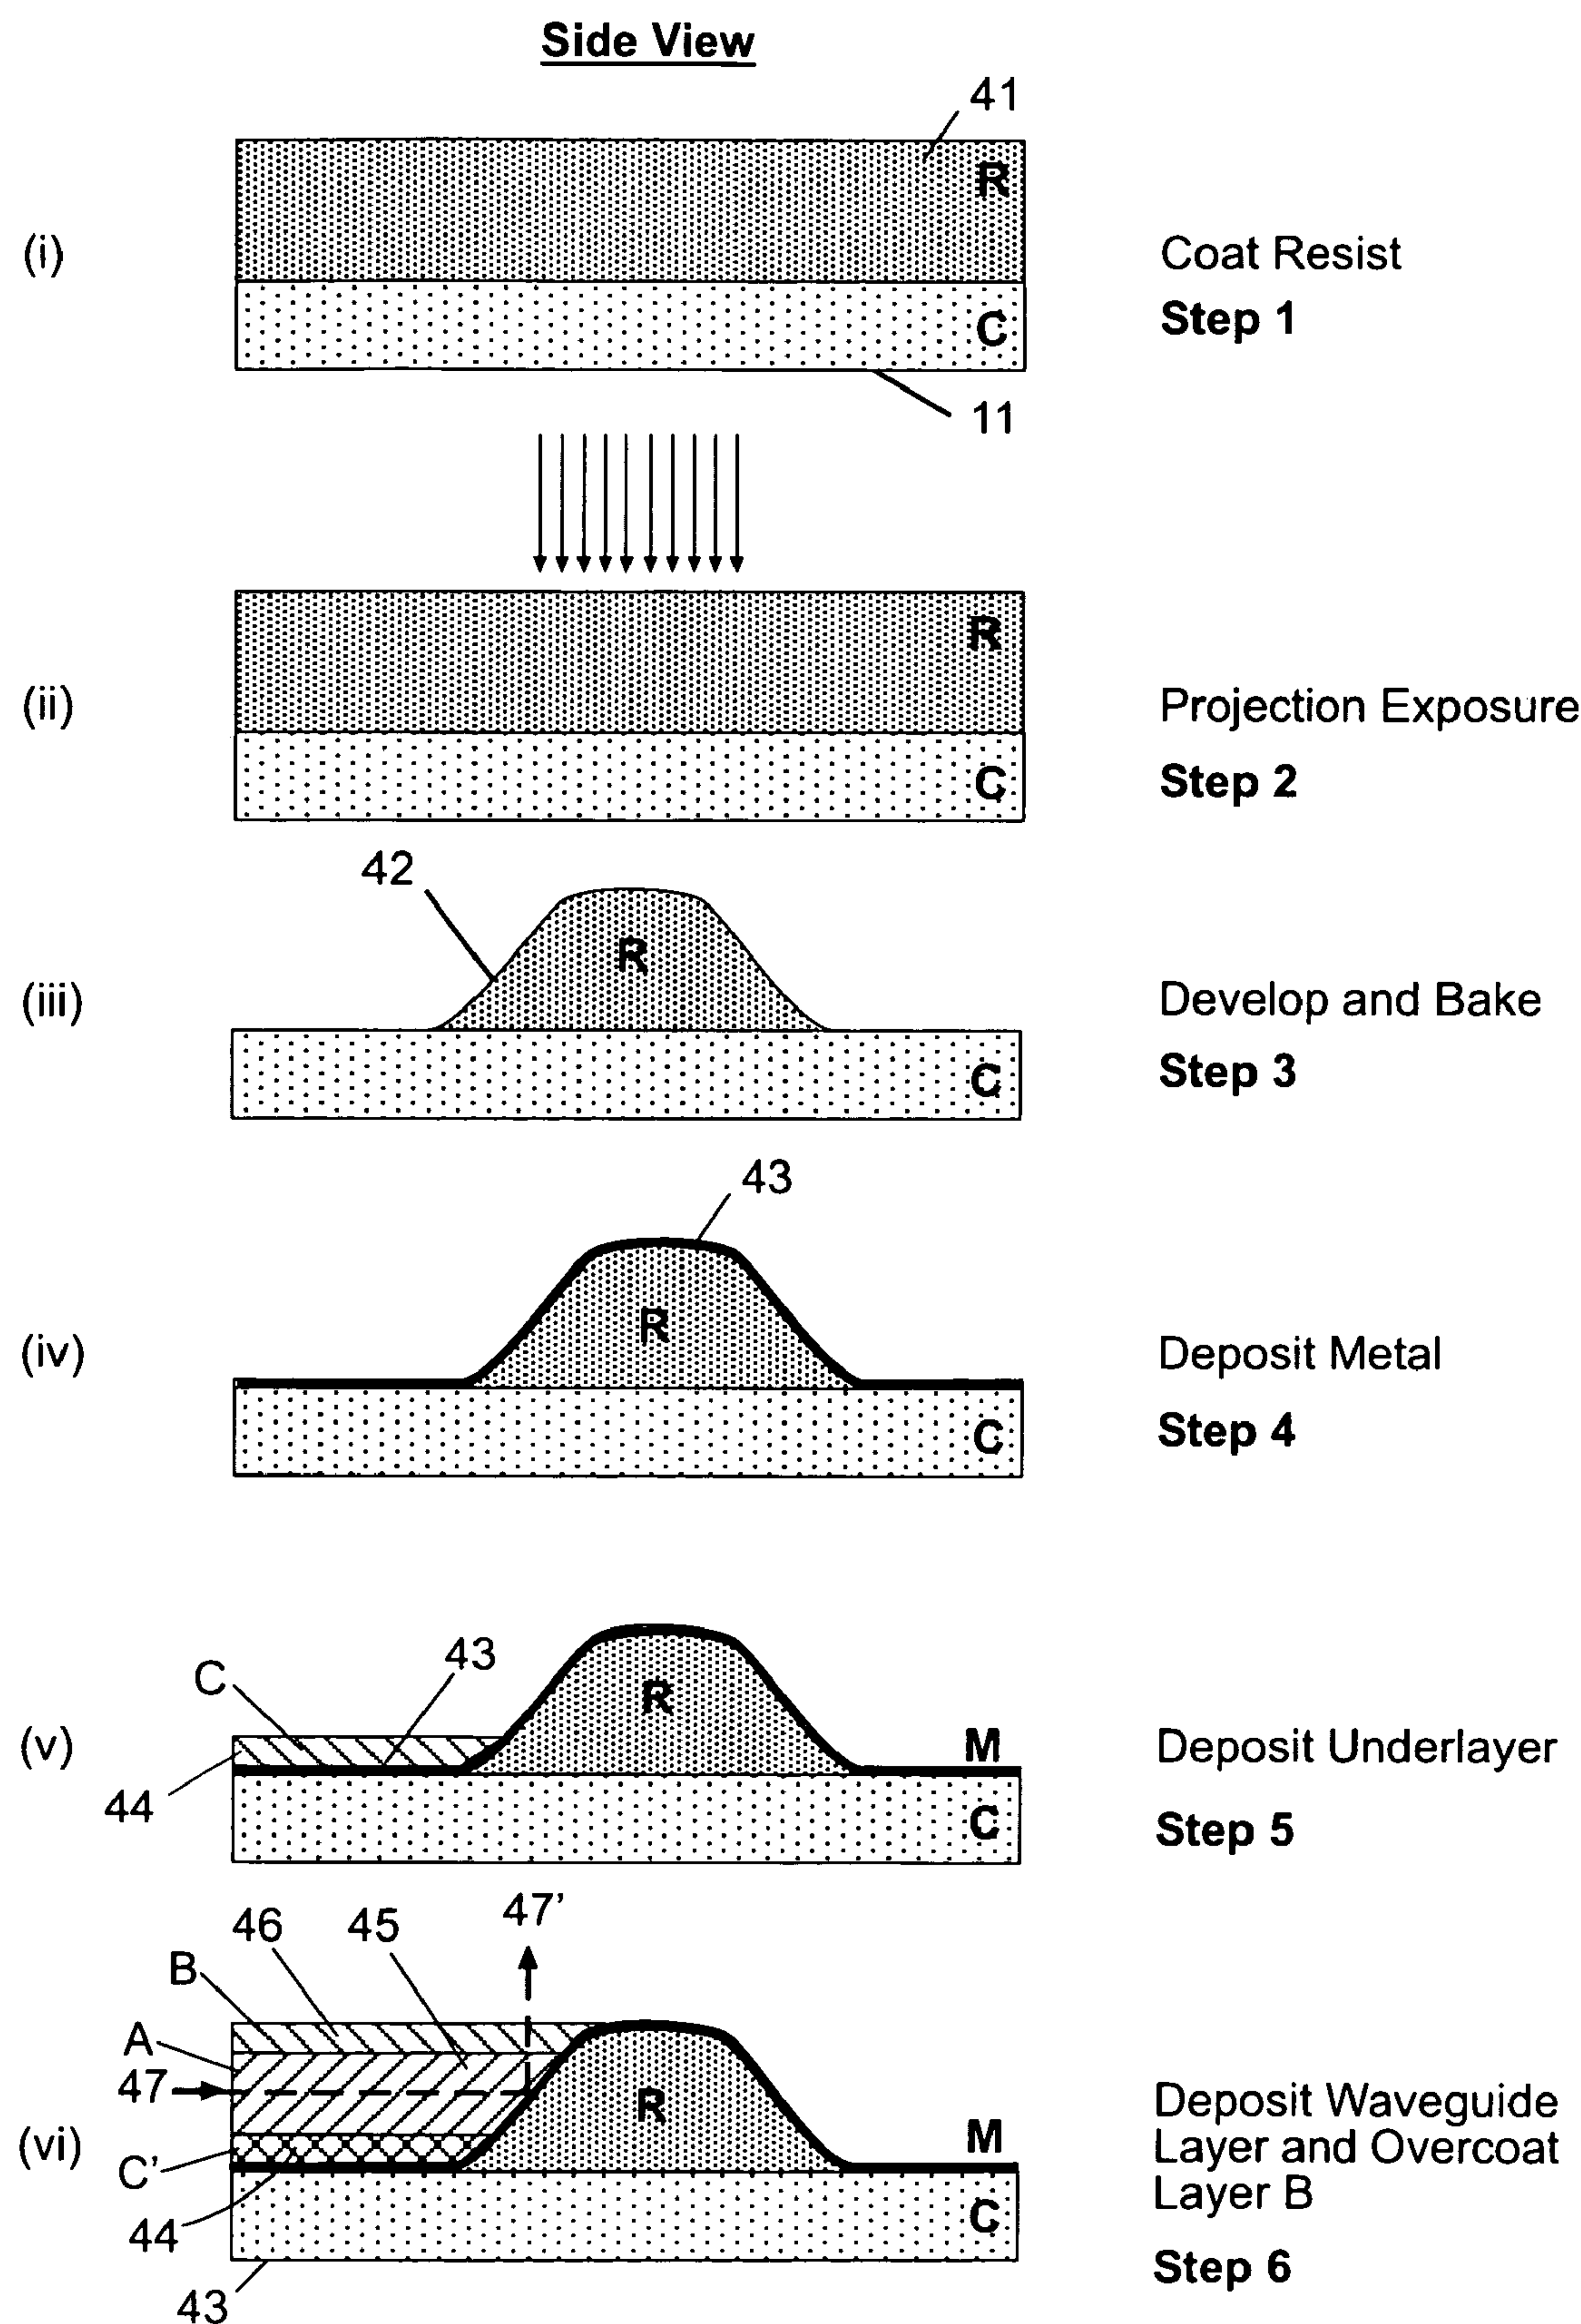 Side View
41
R
(i)
Coat Resist
C
Step 1
11
R
(ii)
Projection Exposure
C
Step 2
42
R
(iii)
Develop and Bake
C
Step 3
43
R
(iv)
Deposit Metal
C
Step 4
C
43
R
(v)
M
Deposit Underlayer
44
C
Step 5
46
45
47’
B
A
47
R
Deposit Waveguide
(vi)
M
Layer and Overcoat
C’
Layer B
44
C
Step 6
43